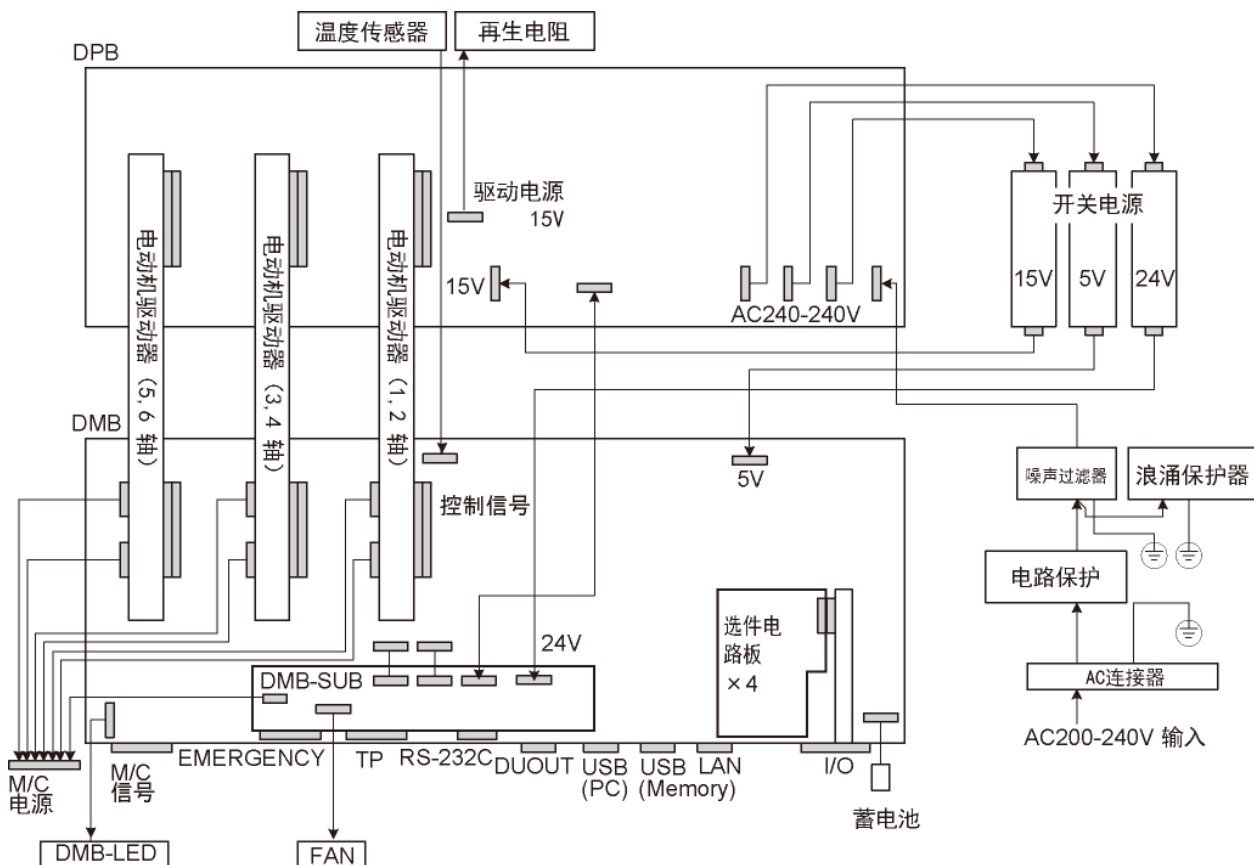 温度传感器
再生电阻
DPB
驱动电源
15V
开关电源
15V
5V
24V
15V
AC240-240V
电动机驱动器（5, 6 轴）
电动机驱动器（3, 4 轴）
电动机驱动器（1, 2 轴）
DMB
控制信号
5V
噪声过滤器
浪涌保护器
电路保护
选件电
路板
×4
24V
DMB-SUB
AC连接器
AC200-240V 输入
EMERGENCY
TP
RS-232C
DUOUT
USB
(PC)
USB
(Memory)
LAN
I/O
M/C
电源
M/C
信号
蓄电池
DMB-LED
FAN